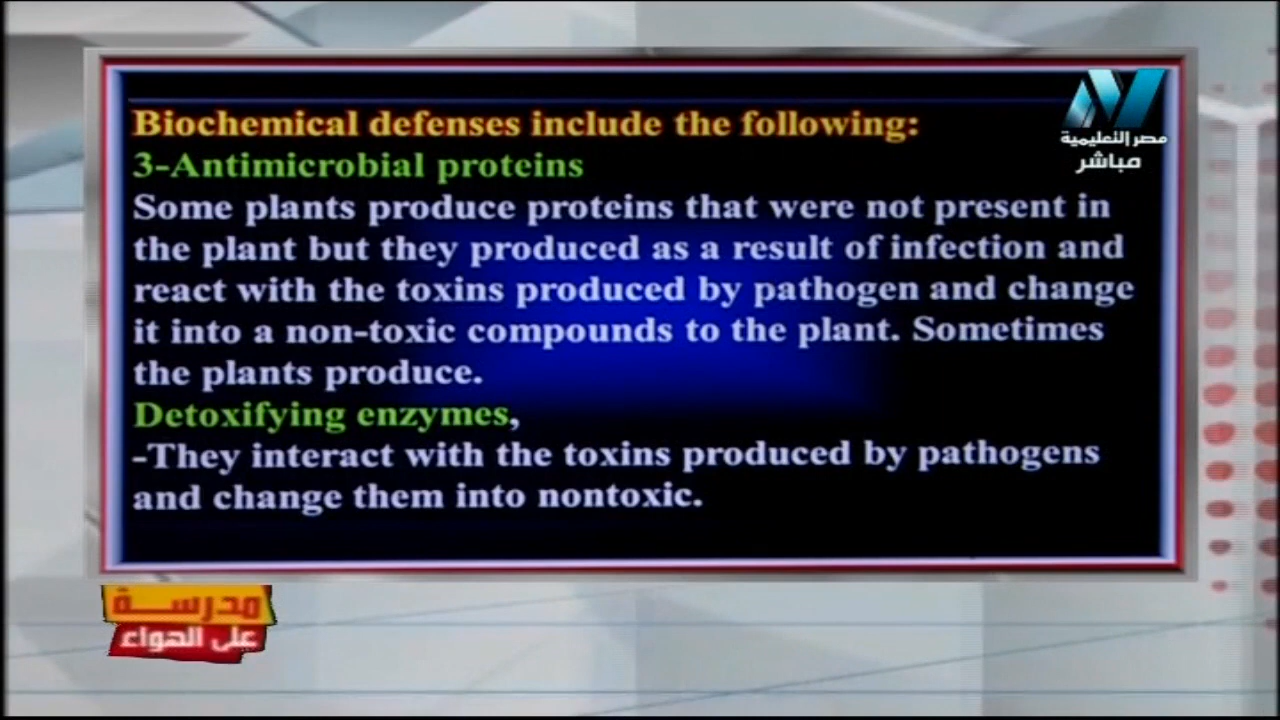 مصر التعليمية
مباشر
Biochemical defenses include the following:
3-Antimicrobial proteins
Some plants produce proteins that were not present in
the plant but they produced as a result of infection and
react with the toxins produced by pathogen and change
it into a non-toxic compounds to the plant. Sometimes
the plants produce.
Detoxifying enzymes,
-They interact with the toxins produced by pathogens
and change them into nontoxic.
مدرسة
على الهواء